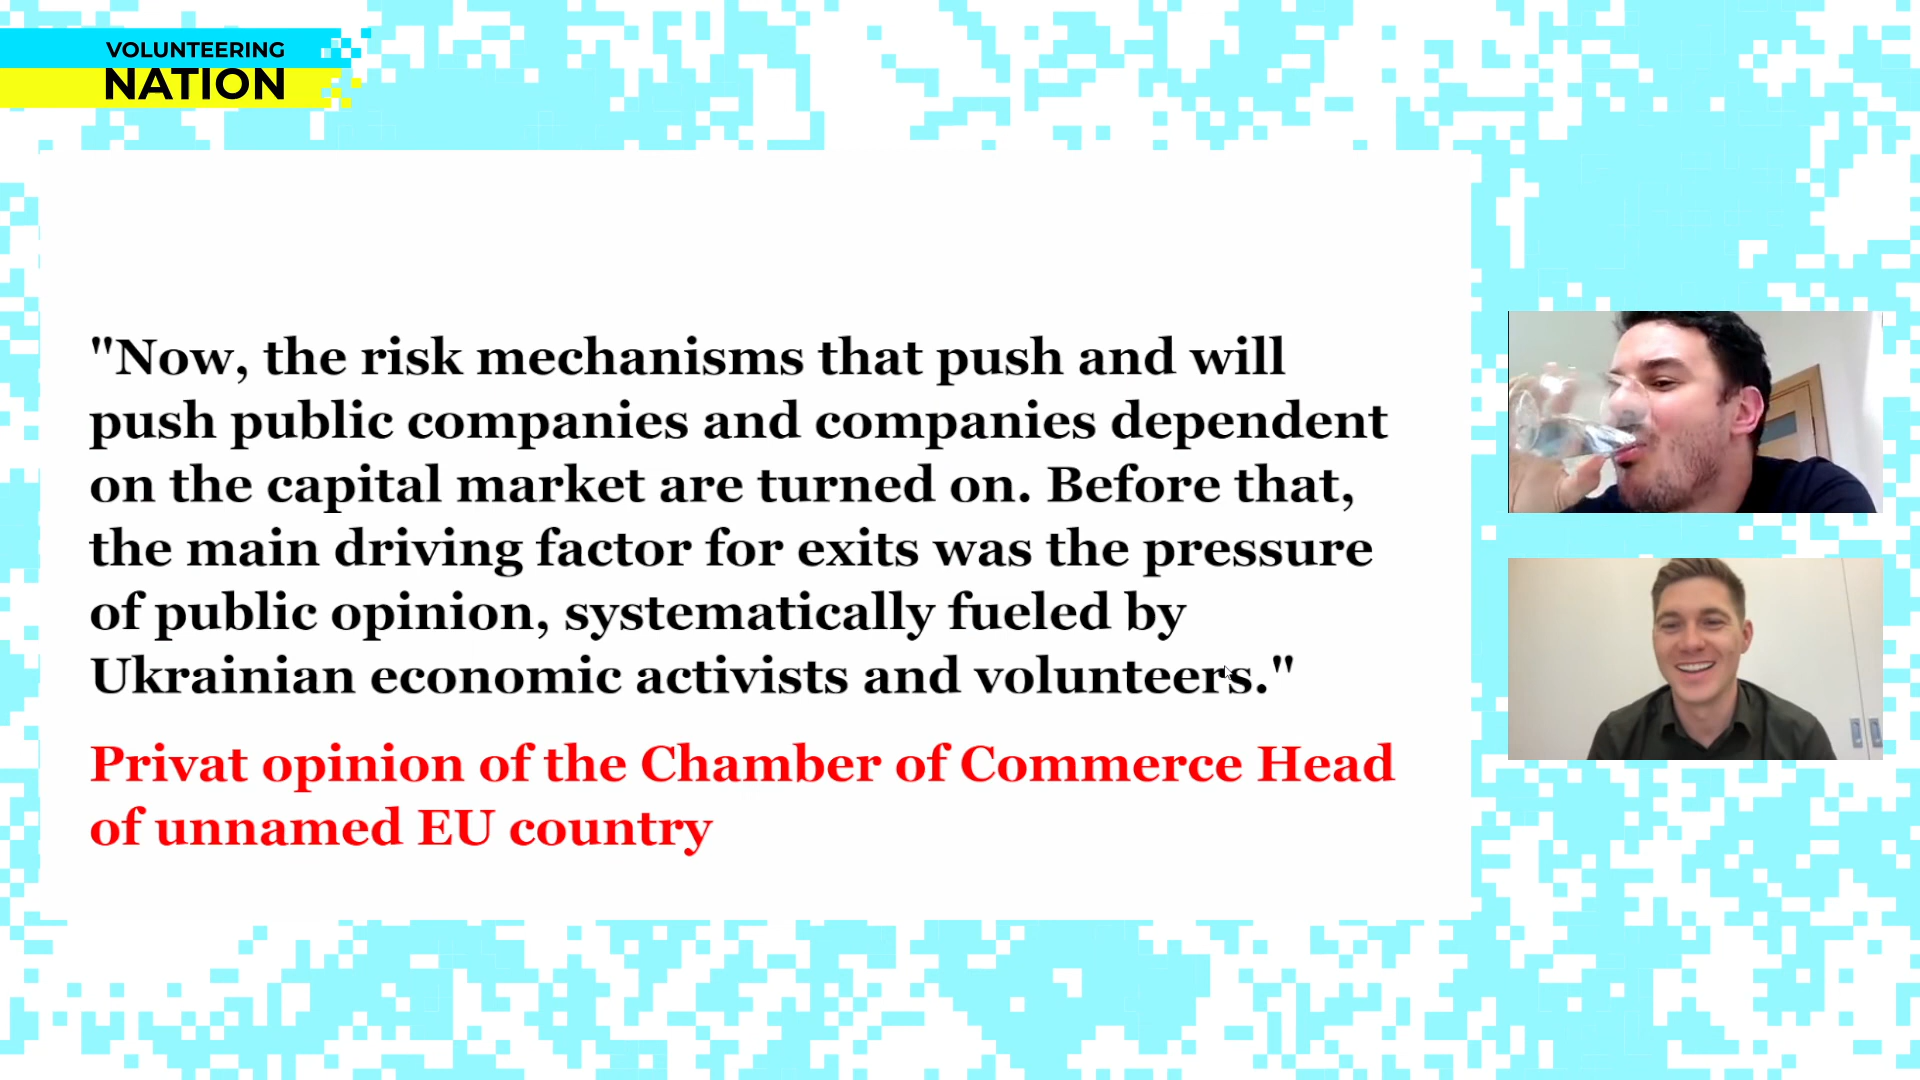 VOLUNTEERING
NATION
"Now, the risk mechanisms that push and will
push public companies and companies dependent
on the capital market are turned on. Before that,
the main driving factor for exits was the pressure
of public opinion, systematically fueled by
Ukrainian economic activists and volunteers."
Privat opinion of the Chamber of Commerce Head
of unnamed EU country